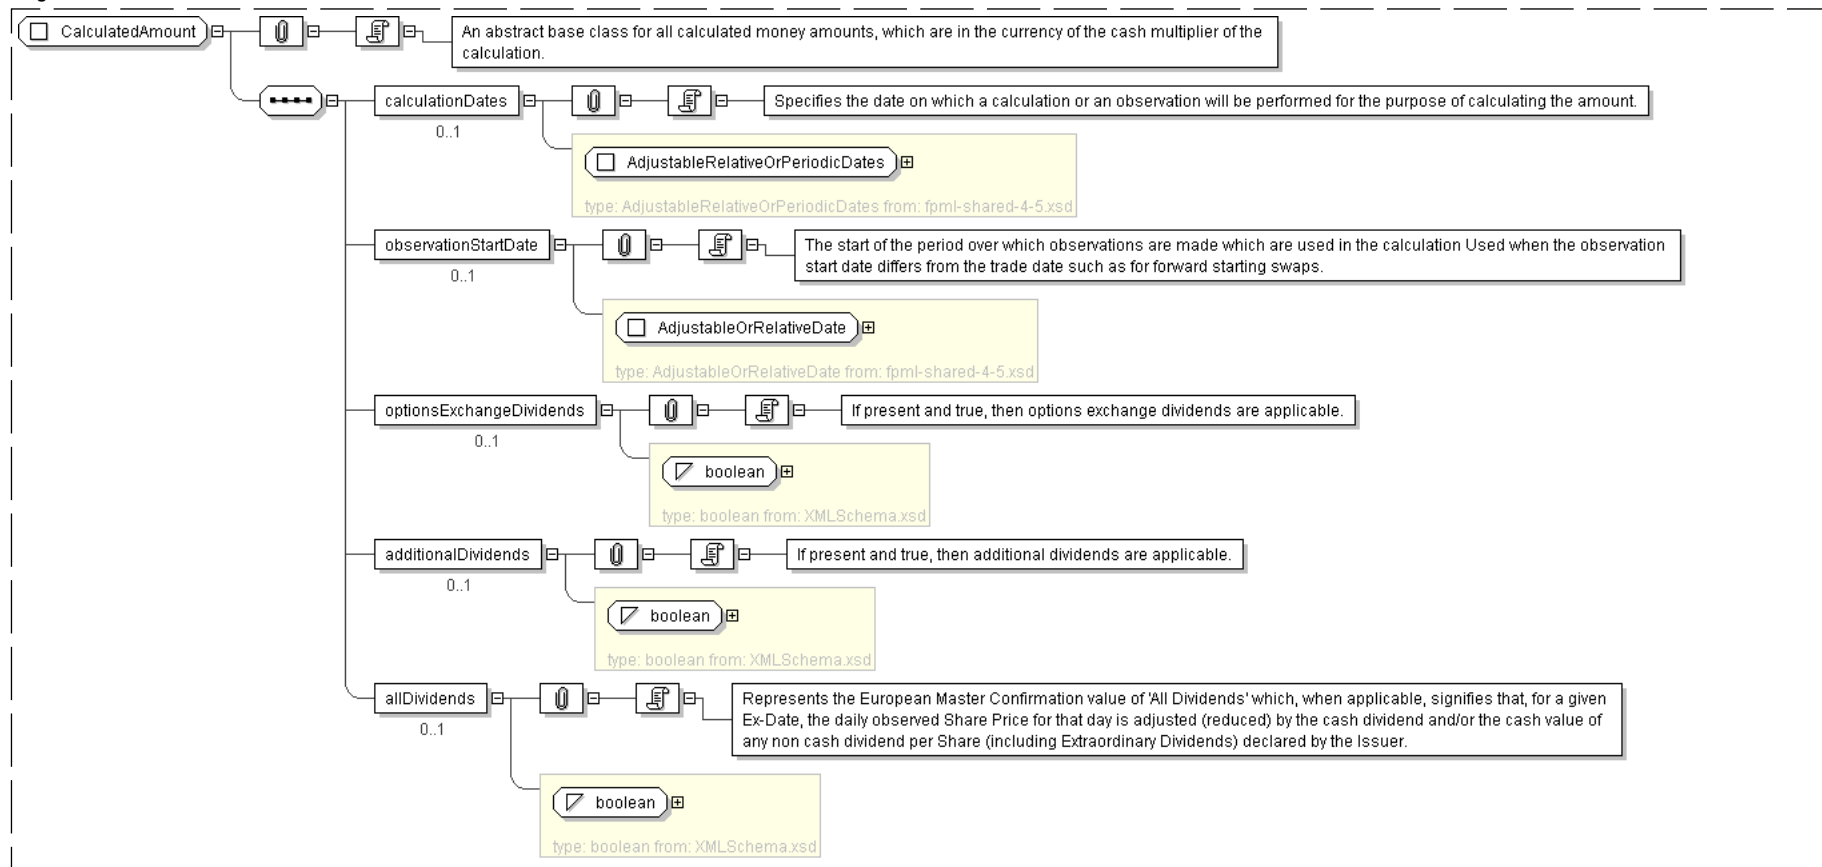 CalculatedAmount
An abstract base class for all calculated money amounts, which are in the currency of the cash multiplier of the
calculation.
calculationDates
Specifies the date on which a calculation or an observation will be performed for the purpose of calculating the amount.
0..1
AdjustableRelativeOrPeriodicDates
type: AdjustableRelativeOrPeriodicDates from: fpml-shared-4-5.xsd
observationStartDate
The start of the period over which observations are made which are used in the calculation Used when the observation
start date differs from the trade date such as for forward starting swaps.
0..1
AdjustableOrRelativeDate
type: AdjustableOrRelativeDate from: fpml-shared-4-5.xsd
optionsExchangeDividends
If present and true, then options exchange dividends are applicable.
0..1
boolean
type: boolean from: XMLSchema.xsd
additionalDividends
If present and true, then additional dividends are applicable.
0..1
boolean
type: boolean from: XMLSchema.xsd
allDividends
Represents the European Master Confirmation value of 'All Dividends' which, when applicable, signifies that, for a given
Ex-Date, the daily observed Share Price for that day is adjusted (reduced) by the cash dividend and/or the cash value of
any non cash dividend per Share (including Extraordinary Dividends) declared by the Issuer.
0..1
boolean
type: boolean from: XMLSchema.xsd